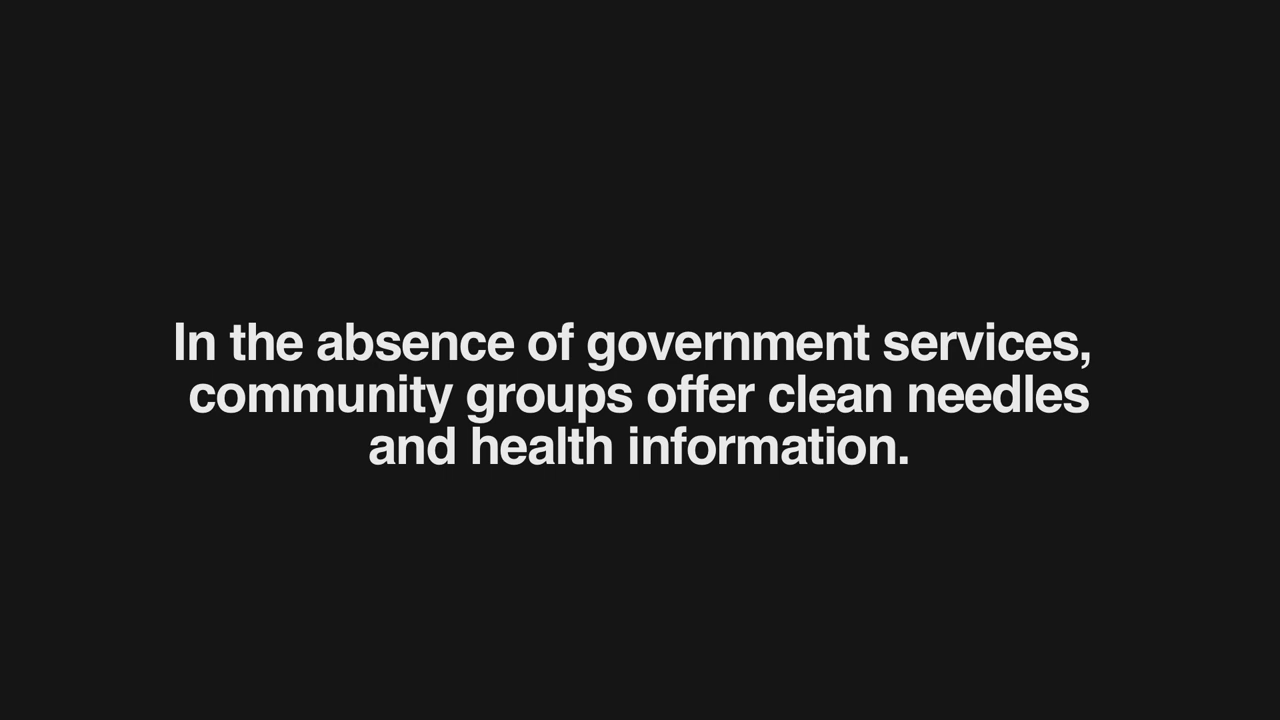 In the absence of government services,
community groups offer clean needles
and health information.